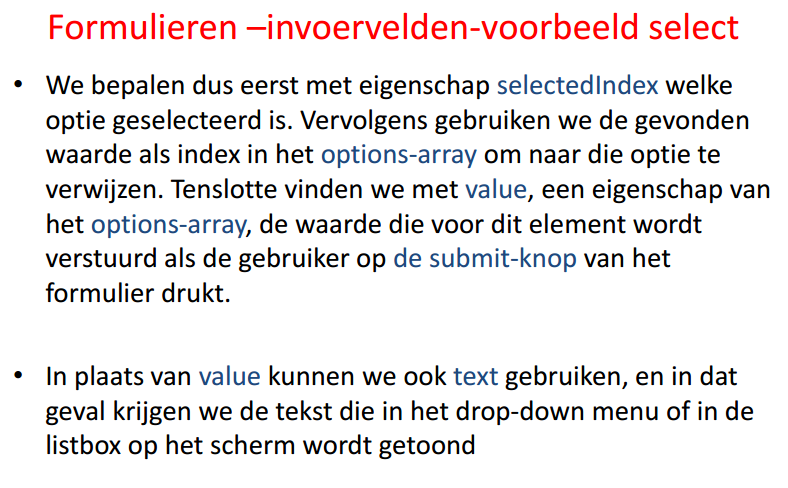 Formulieren –invoervelden-voorbeeld select
• We bepalen dus eerst met eigenschap selectedIndex welke
optie geselecteerd is. Vervolgens gebruiken we de gevonden
waarde als index in het options-array om naar die optie te
verwijzen. Tenslotte vinden we met value, een eigenschap van
het options-array, de waarde die voor dit element wordt
verstuurd als de gebruiker op de submit-knop van het
formulier drukt.
• In plaats van value kunnen we ook text gebruiken, en in dat
geval krijgen we de tekst die in het drop-down menu of in de
listbox op het scherm wordt getoond